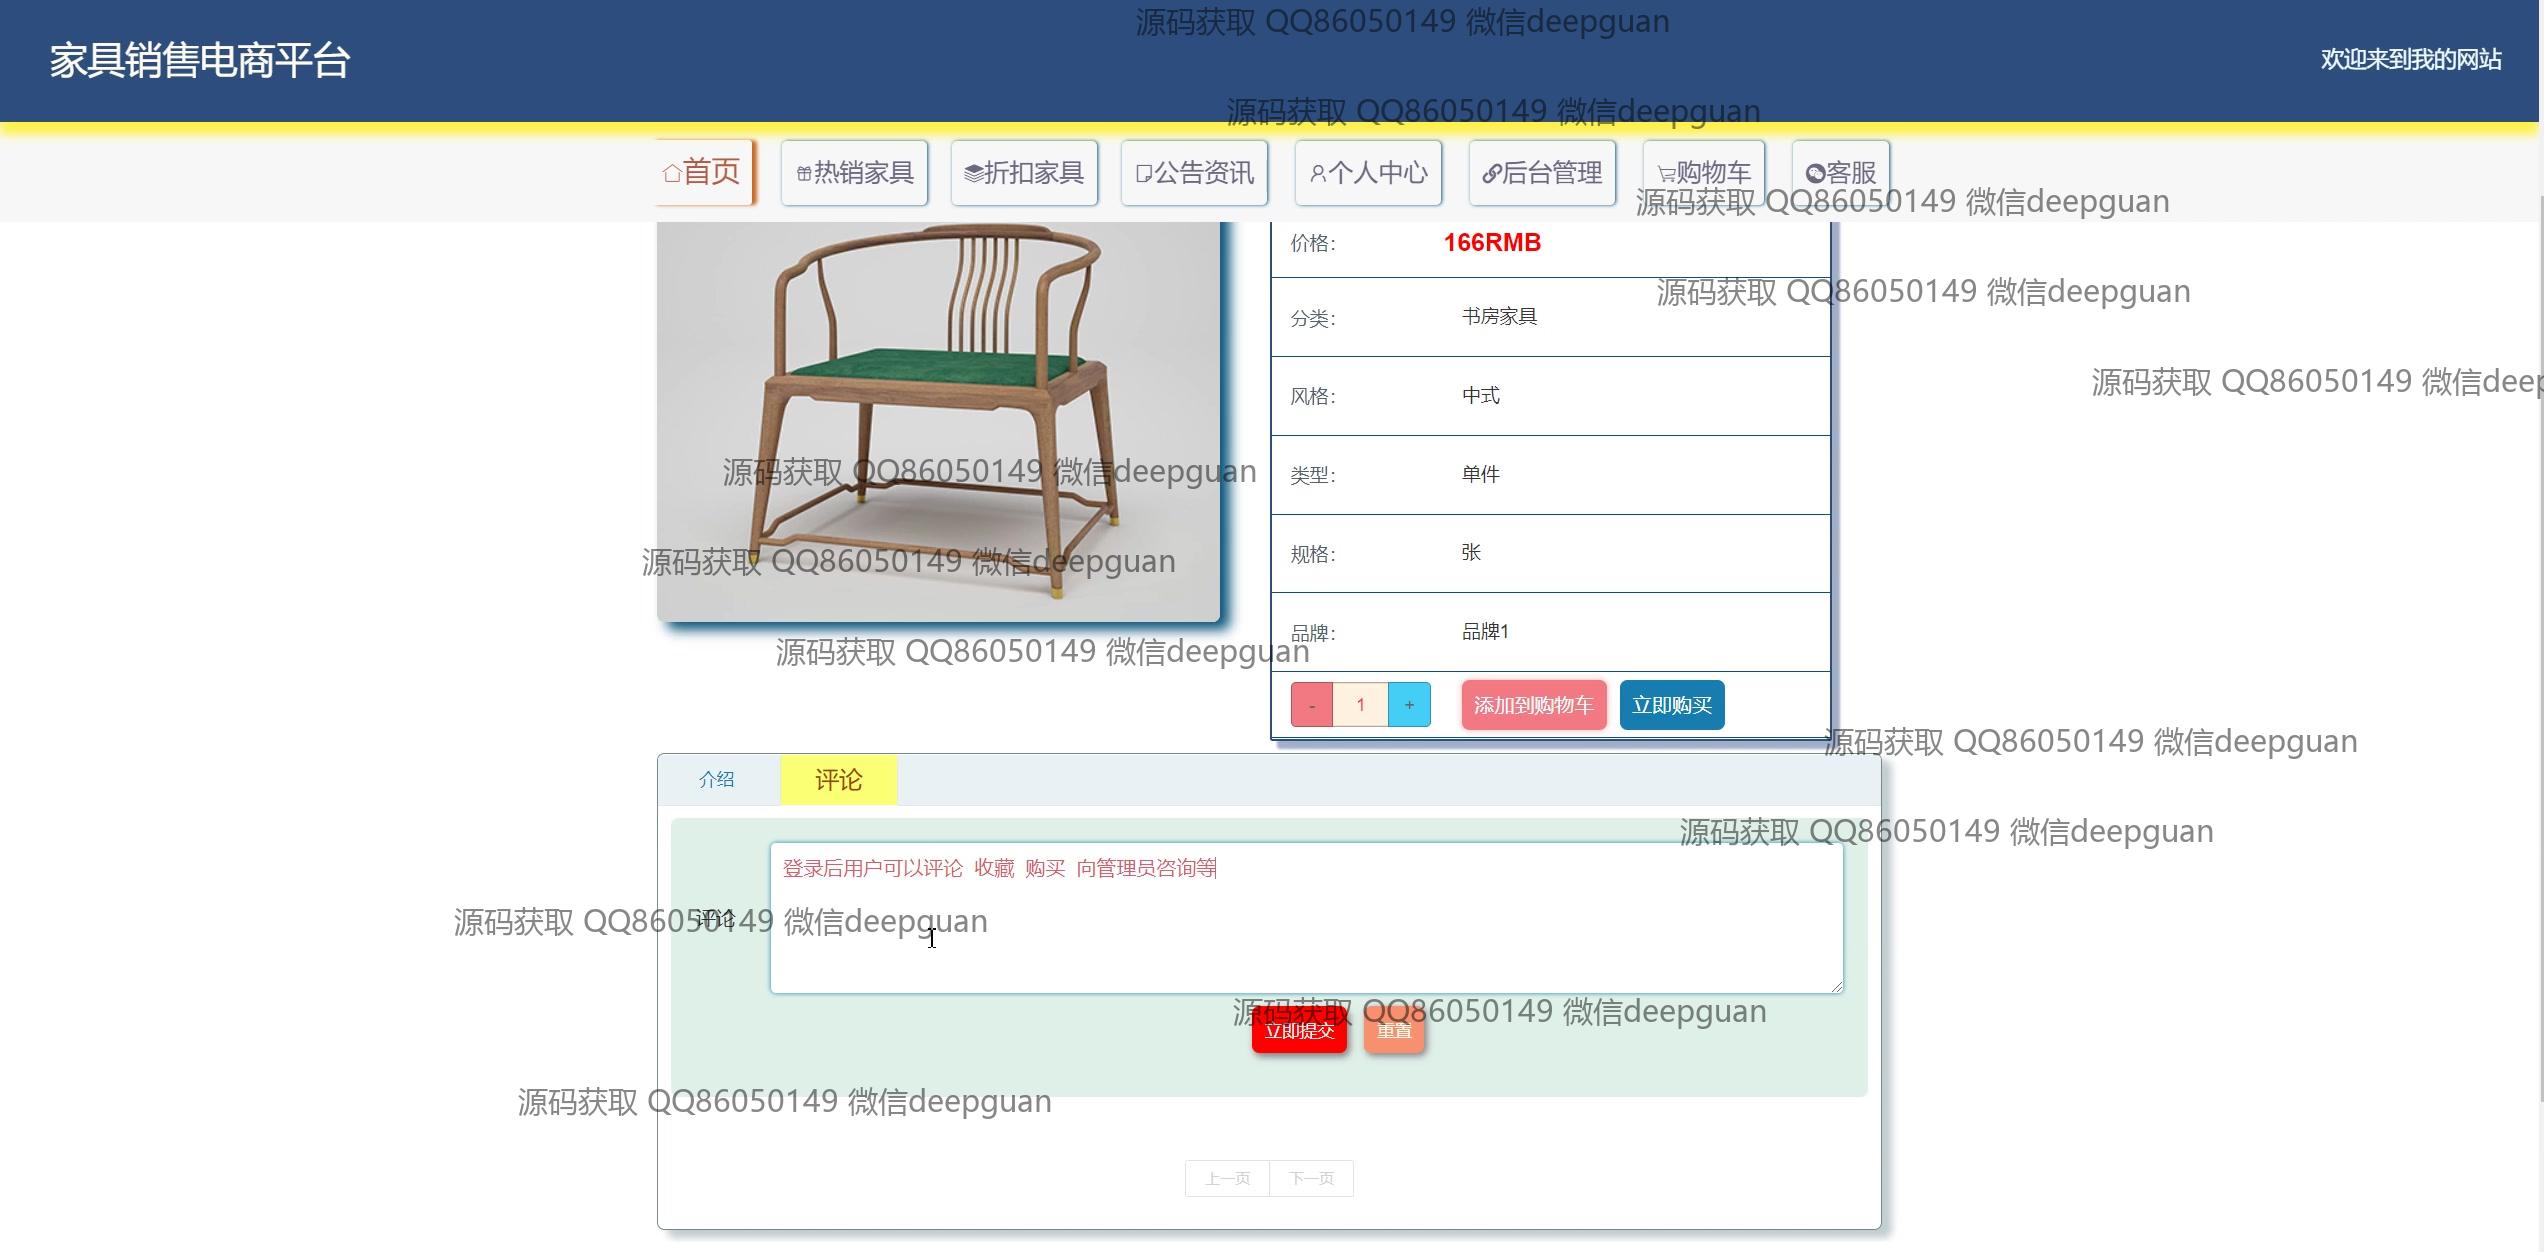 源码获取 QQ86050149 微信deepguan
家具销售电商平台
欢迎来到我的网站
源码获取 QQ86050149 微信deepguan
首页
热销家具
折扣家具
公告资讯
个人中心
后台管理
购物车
客服
源码获取 QQ86050149 微信deepguan
价格：
166RMB
源码获取 QQ86050149 微信deepguan
分类：
书房家具
源码获取 QQ86050149 微信deep
风格：
中式
源码获取 QQ86050149 微信deepguan
类型：
单件
源码获取 QQ86050149 微信deepguan
规格：
张
源码获取 QQ86050149 微信deepguan
品牌：
品牌1
- 1 +
添加到购物车
立即购买
源码获取 QQ86050149 微信deepguan
介绍
评论
源码获取 QQ86050149 微信deepguan
登录后用户可以评论 收藏 购买 向管理员咨询等
评论
源码获取 QQ86050149 微信deepguan
源码获取 QQ86050149 微信deepguan
立即提交
重置
源码获取 QQ86050149 微信deepguan
上一页
下一页